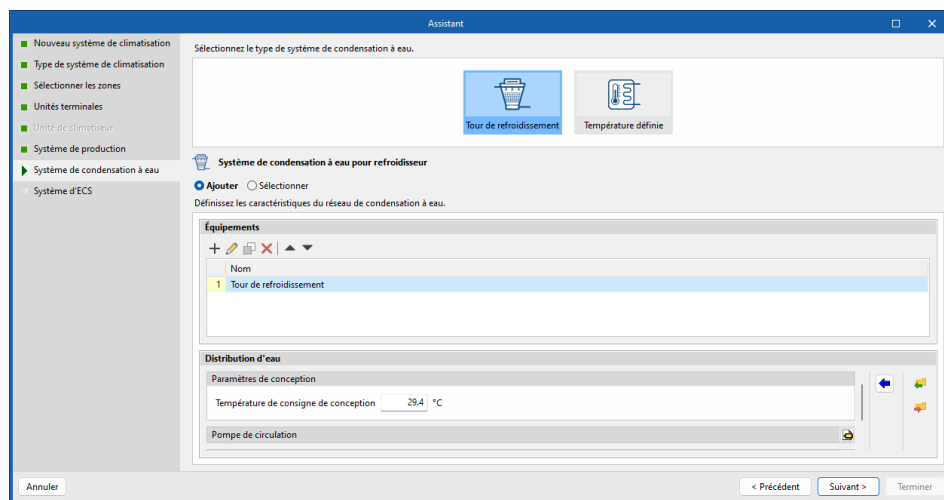 Assistant
Nouveau système de climatisation
Type de système de climatisation
Sélectionner les zones
Unités terminales
Unité de climatiseur
Système de production
Système de condensation à eau
Système d'ECS
Sélectionnez le type de système de condensation à eau.
Tour de refroidissement
Température définie
Système de condensation à eau pour refroidisseur
Ajouter
Sélectionner
Définissez les caractéristiques du réseau de condensation à eau.
Équipements
Nom
1 Tour de refroidissement
Distribution d'eau
Paramètres de conception
Température de consigne de conception 29.4 °C
Pompe de circulation
Annuler
< Précédent
Suivant >
Terminer